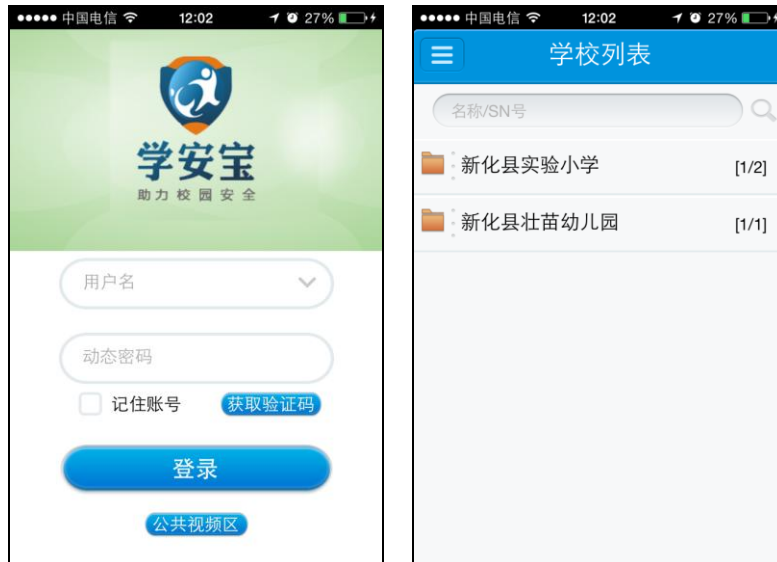 中国电信 12:02 27%
学安宝
助力校园安全
用户名
动态密码
记住账号 获取验证码
登录
公共视频区
中国电信 12:02 27%
学校列表
名称/SN号
新化县实验小学 [1/2]
新化县壮苗幼儿园 [1/1]